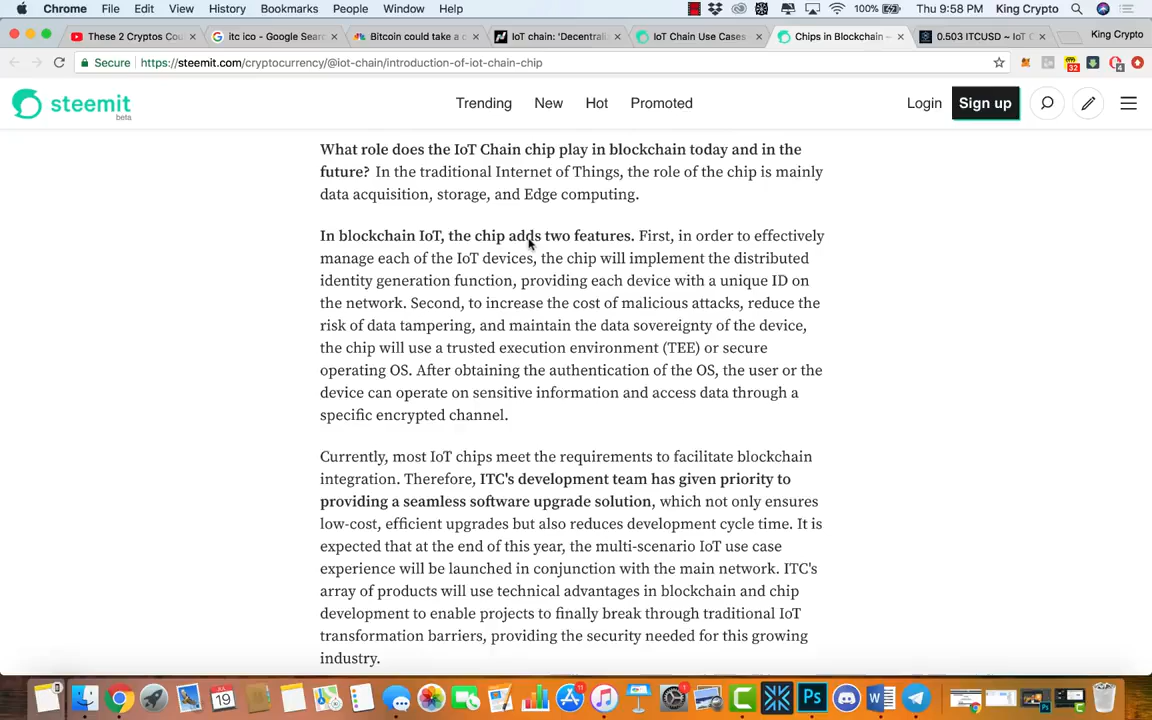 Chrome File Edit View History Bookmarks People Window Help 100% Thu 9:58 PM King Crypto
These 2 Cryptos Cou itc ico - Google Searc Bitcoin could take a c IoT chain: 'Decentrali IoT Chain Use Cases Chips in Blockchain – 0.503 ITCUSD ~ IoT C King Crypto
Secure https://steemit.com/cryptocurrency/@iot-chain/introduction-of-iot-chain-chip 32 4
steemit Trending New Hot Promoted Login Sign up
beta
What role does the IoT Chain chip play in blockchain today and in the
future? In the traditional Internet of Things, the role of the chip is mainly
data acquisition, storage, and Edge computing.
In blockchain IoT, the chip adds two features. First, in order to effectively
manage each of the IoT devices, the chip will implement the distributed
identity generation function, providing each device with a unique ID on
the network. Second, to increase the cost of malicious attacks, reduce the
risk of data tampering, and maintain the data sovereignty of the device,
the chip will use a trusted execution environment (TEE) or secure
operating OS. After obtaining the authentication of the OS, the user or the
device can operate on sensitive information and access data through a
specific encrypted channel.
Currently, most IoT chips meet the requirements to facilitate blockchain
integration. Therefore, ITC's development team has given priority to
providing a seamless software upgrade solution, which not only ensures
low-cost, efficient upgrades but also reduces development cycle time. It is
expected that at the end of this year, the multi-scenario IoT use case
experience will be launched in conjunction with the main network. ITC's
array of products will use technical advantages in blockchain and chip
development to enable projects to finally break through traditional IoT
transformation barriers, providing the security needed for this growing
industry.
19 Ps W